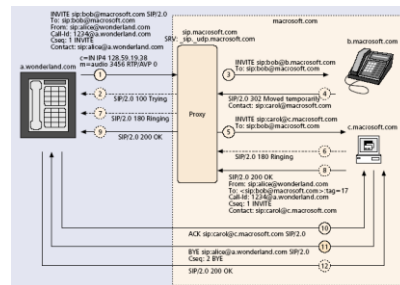 INVITE sip:bob@macrosoft.com SIP/2.0
To: sip:bob@macrosoft.com
From: sip:alice@wonderland.com
Call-Id: 1234@a.wonderland.com
Cseq: 1 INVITE
Contact: sip:alice@a.wonderland.com
c=IN IP4 128.59.19.38
m=audio 3456 RTP/AVP 0
a.wonderland.com
macrosoft.com
sip.macrosoft.com
SRV: _sip._udp.macrosoft.com
b.macrosoft.com
1
3
INVITE sip:bob@b.macrosoft.com
To: sip:bob@macrosoft.com
2
SIP/2.0 100 Trying
4
SIP/2.0 302 Moved temporarily
Contact: sip:carol@macrosoft.com
7
SIP/2.0 180 Ringing
Proxy
INVITE sip:carol@c.macrosoft.com
To: sip:bob@macrosoft.com
5
c.macrosoft.com
9
SIP/2.0 200 OK
6
SIP/2.0 180 Ringing
8
SIP/2.0 200 OK
From: sip:alice@wonderland.com
To: <sip:bob@macrosoft.com>;tag=17
Call-Id: 1234@a.wonderland.com
Cseq: 1 INVITE
Contact: sip:carol@c.macrosoft.com
10
ACK sip:carol@c.macrosoft.com SIP/2.0
11
BYE sip:alice@a.wonderland.com SIP/2.0
Cseq: 2 BYE
12
SIP/2.0 200 OK